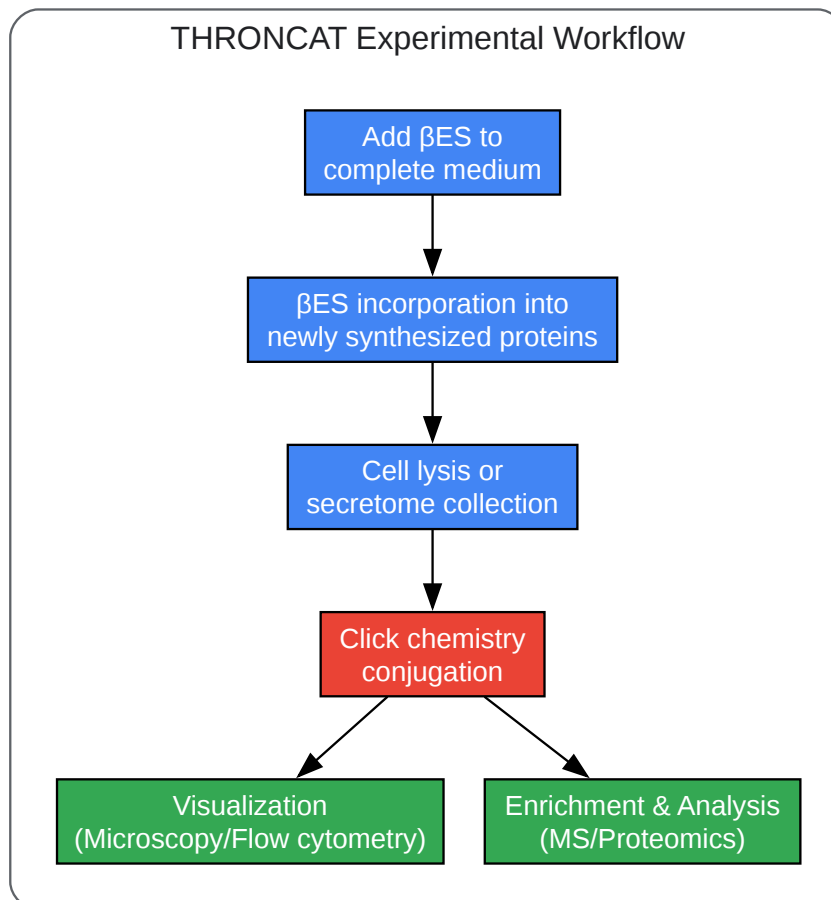 THRONCAT Experimental Workflow
Add βES to
complete medium
βES incorporation into
newly synthesized proteins
Cell lysis or
secretome collection
Click chemistry
conjugation
Visualization
(Microscopy/Flow cytometry)
Enrichment & Analysis
(MS/Proteomics)